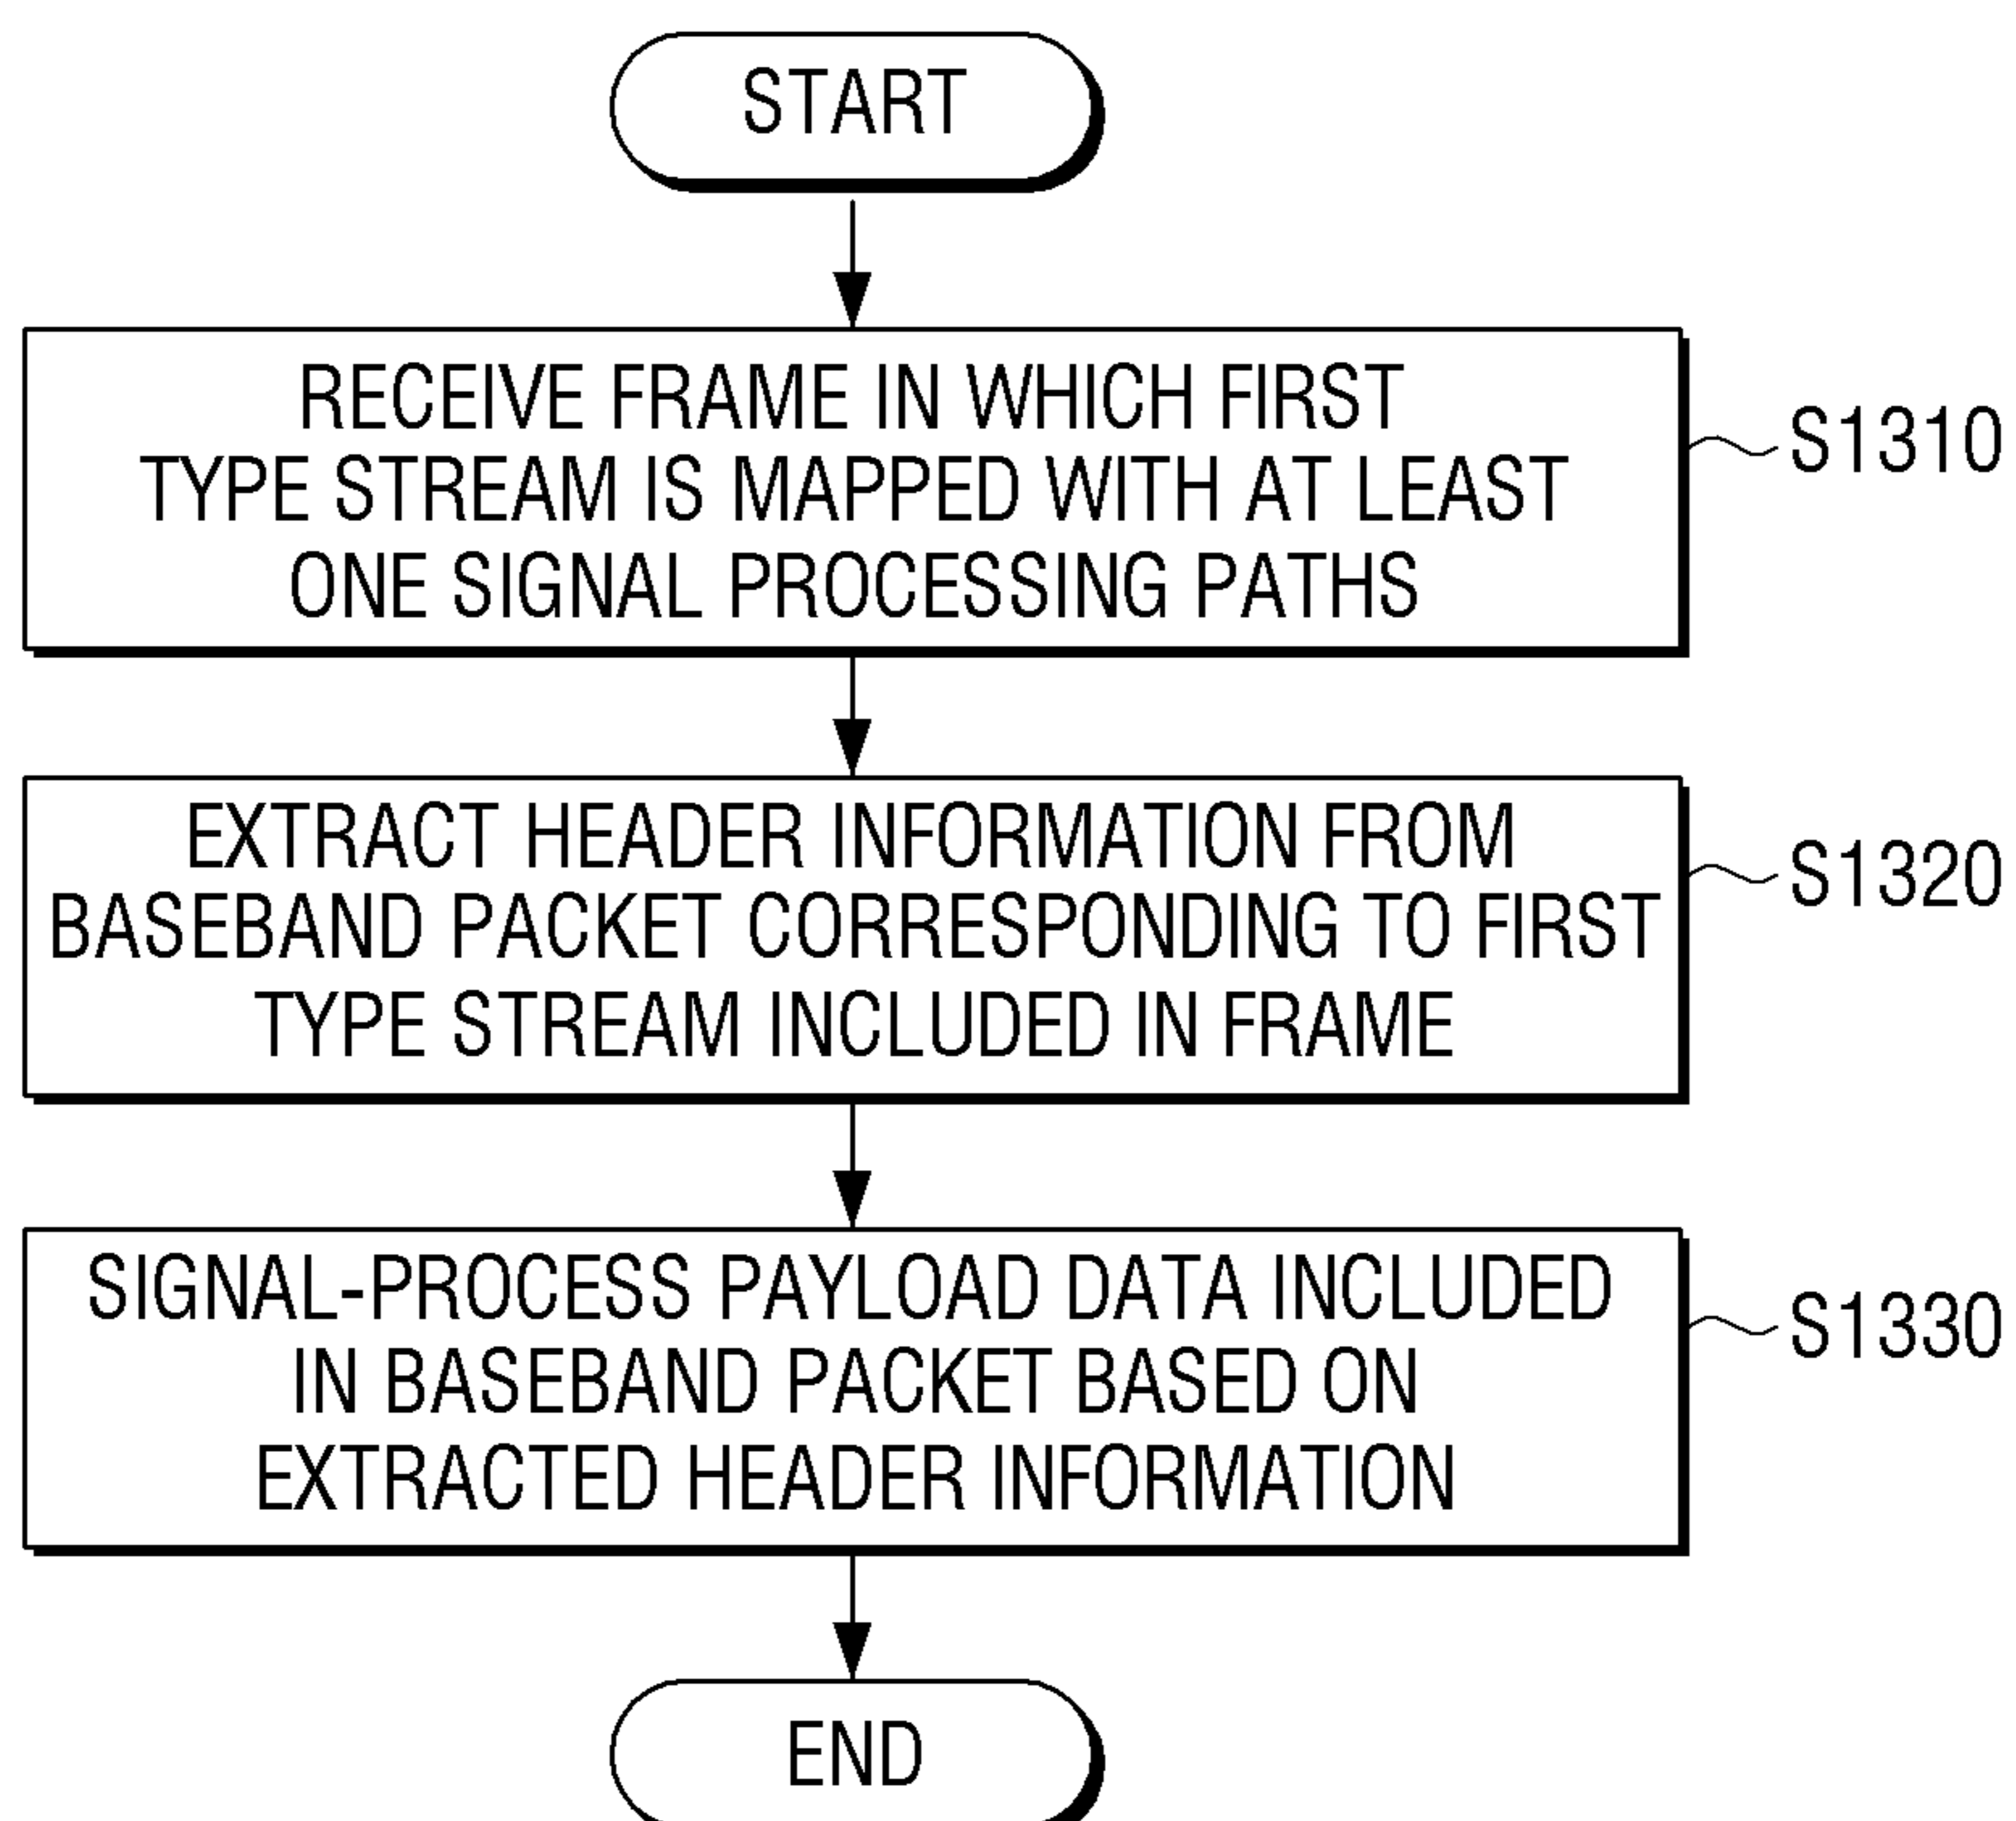 START
RECEIVE FRAME IN WHICH FIRST
TYPE STREAM IS MAPPED WITH AT LEAST
ONE SIGNAL PROCESSING PATHS
S1310
EXTRACT HEADER INFORMATION FROM
BASEBAND PACKET CORRESPONDING TO FIRST
TYPE STREAM INCLUDED IN FRAME
S1320
SIGNAL-PROCESS PAYLOAD DATA INCLUDED
IN BASEBAND PACKET BASED ON
EXTRACTED HEADER INFORMATION
S1330
END